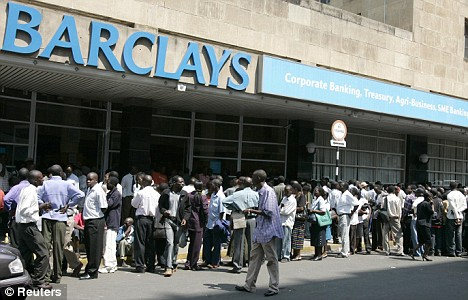 BARCLAYS
Corporate Banking, Treasury, Agri-Business, SME Banking
© Reuters